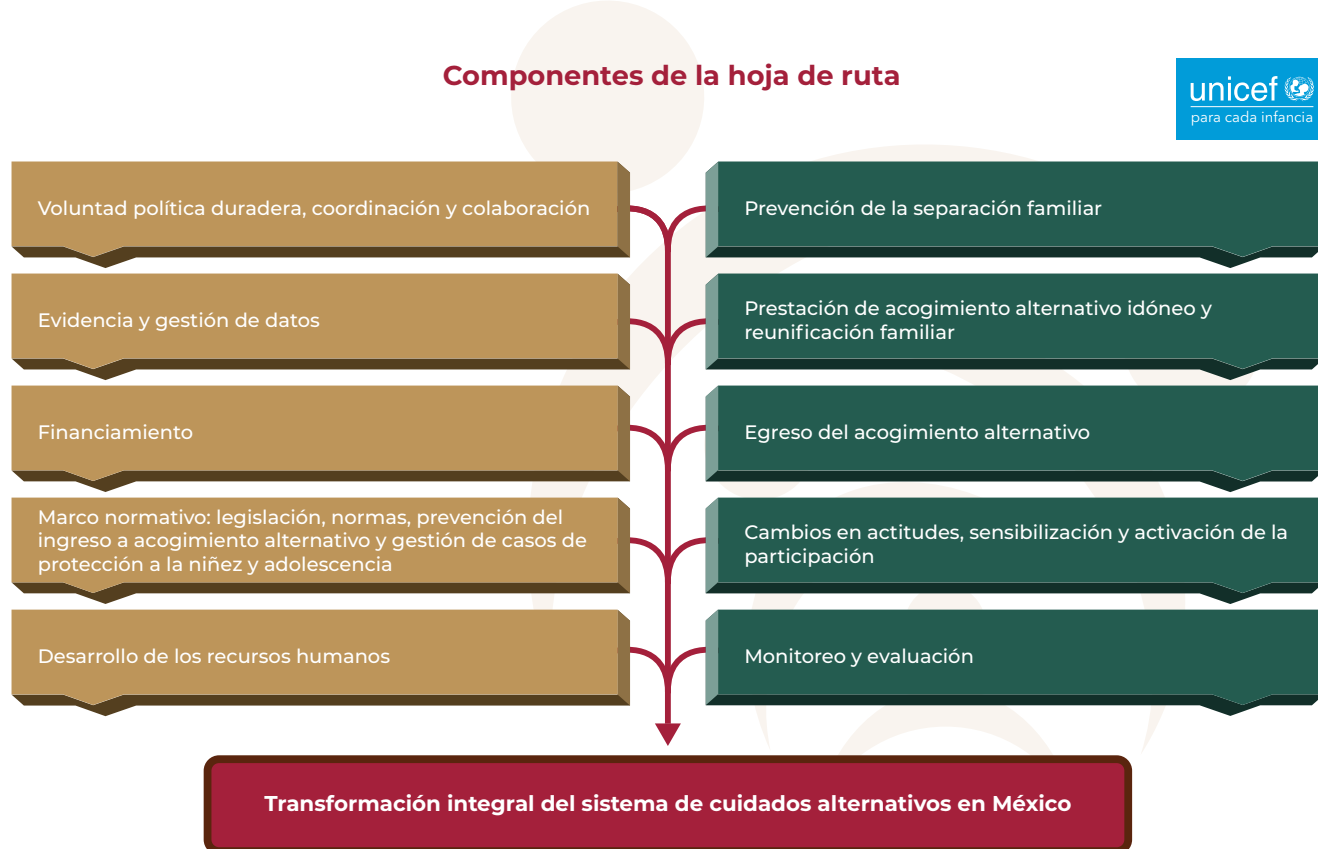 Componentes de la hoja de ruta
unicef
para cada infancia
Voluntad política duradera, coordinación y colaboración
Evidencia y gestión de datos
Financiamiento
Marco normativo: legislación, normas, prevención del
ingreso a acogimiento alternativo y gestión de casos de
protección a la niñez y adolescencia
Desarrollo de los recursos humanos
Prevención de la separación familiar
Prestación de acogimiento alternativo idóneo y
reunificación familiar
Egreso del acogimiento alternativo
Cambios en actitudes, sensibilización y activación de la
participación
Monitoreo y evaluación
Transformación integral del sistema de cuidados alternativos en México